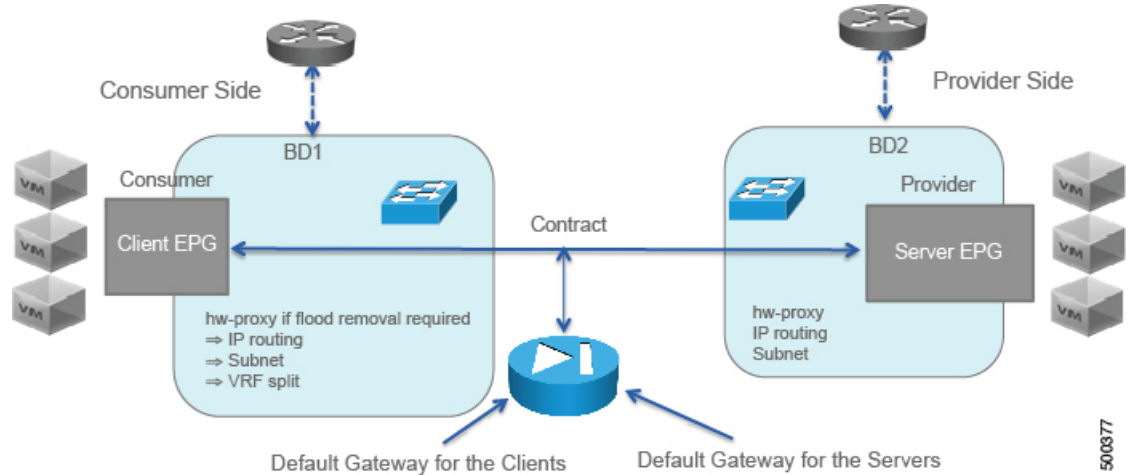 Consumer Side
Provider Side
BD1
BD2
Consumer
Provider
VM
VM
VM
Client EPG
Contract
Server EPG
VM
VM
VM
hw-proxy if flood removal required
⇒ IP routing
⇒ Subnet
⇒ VRF split
hw-proxy
IP routing
Subnet
Default Gateway for the Clients
Default Gateway for the Servers
500377